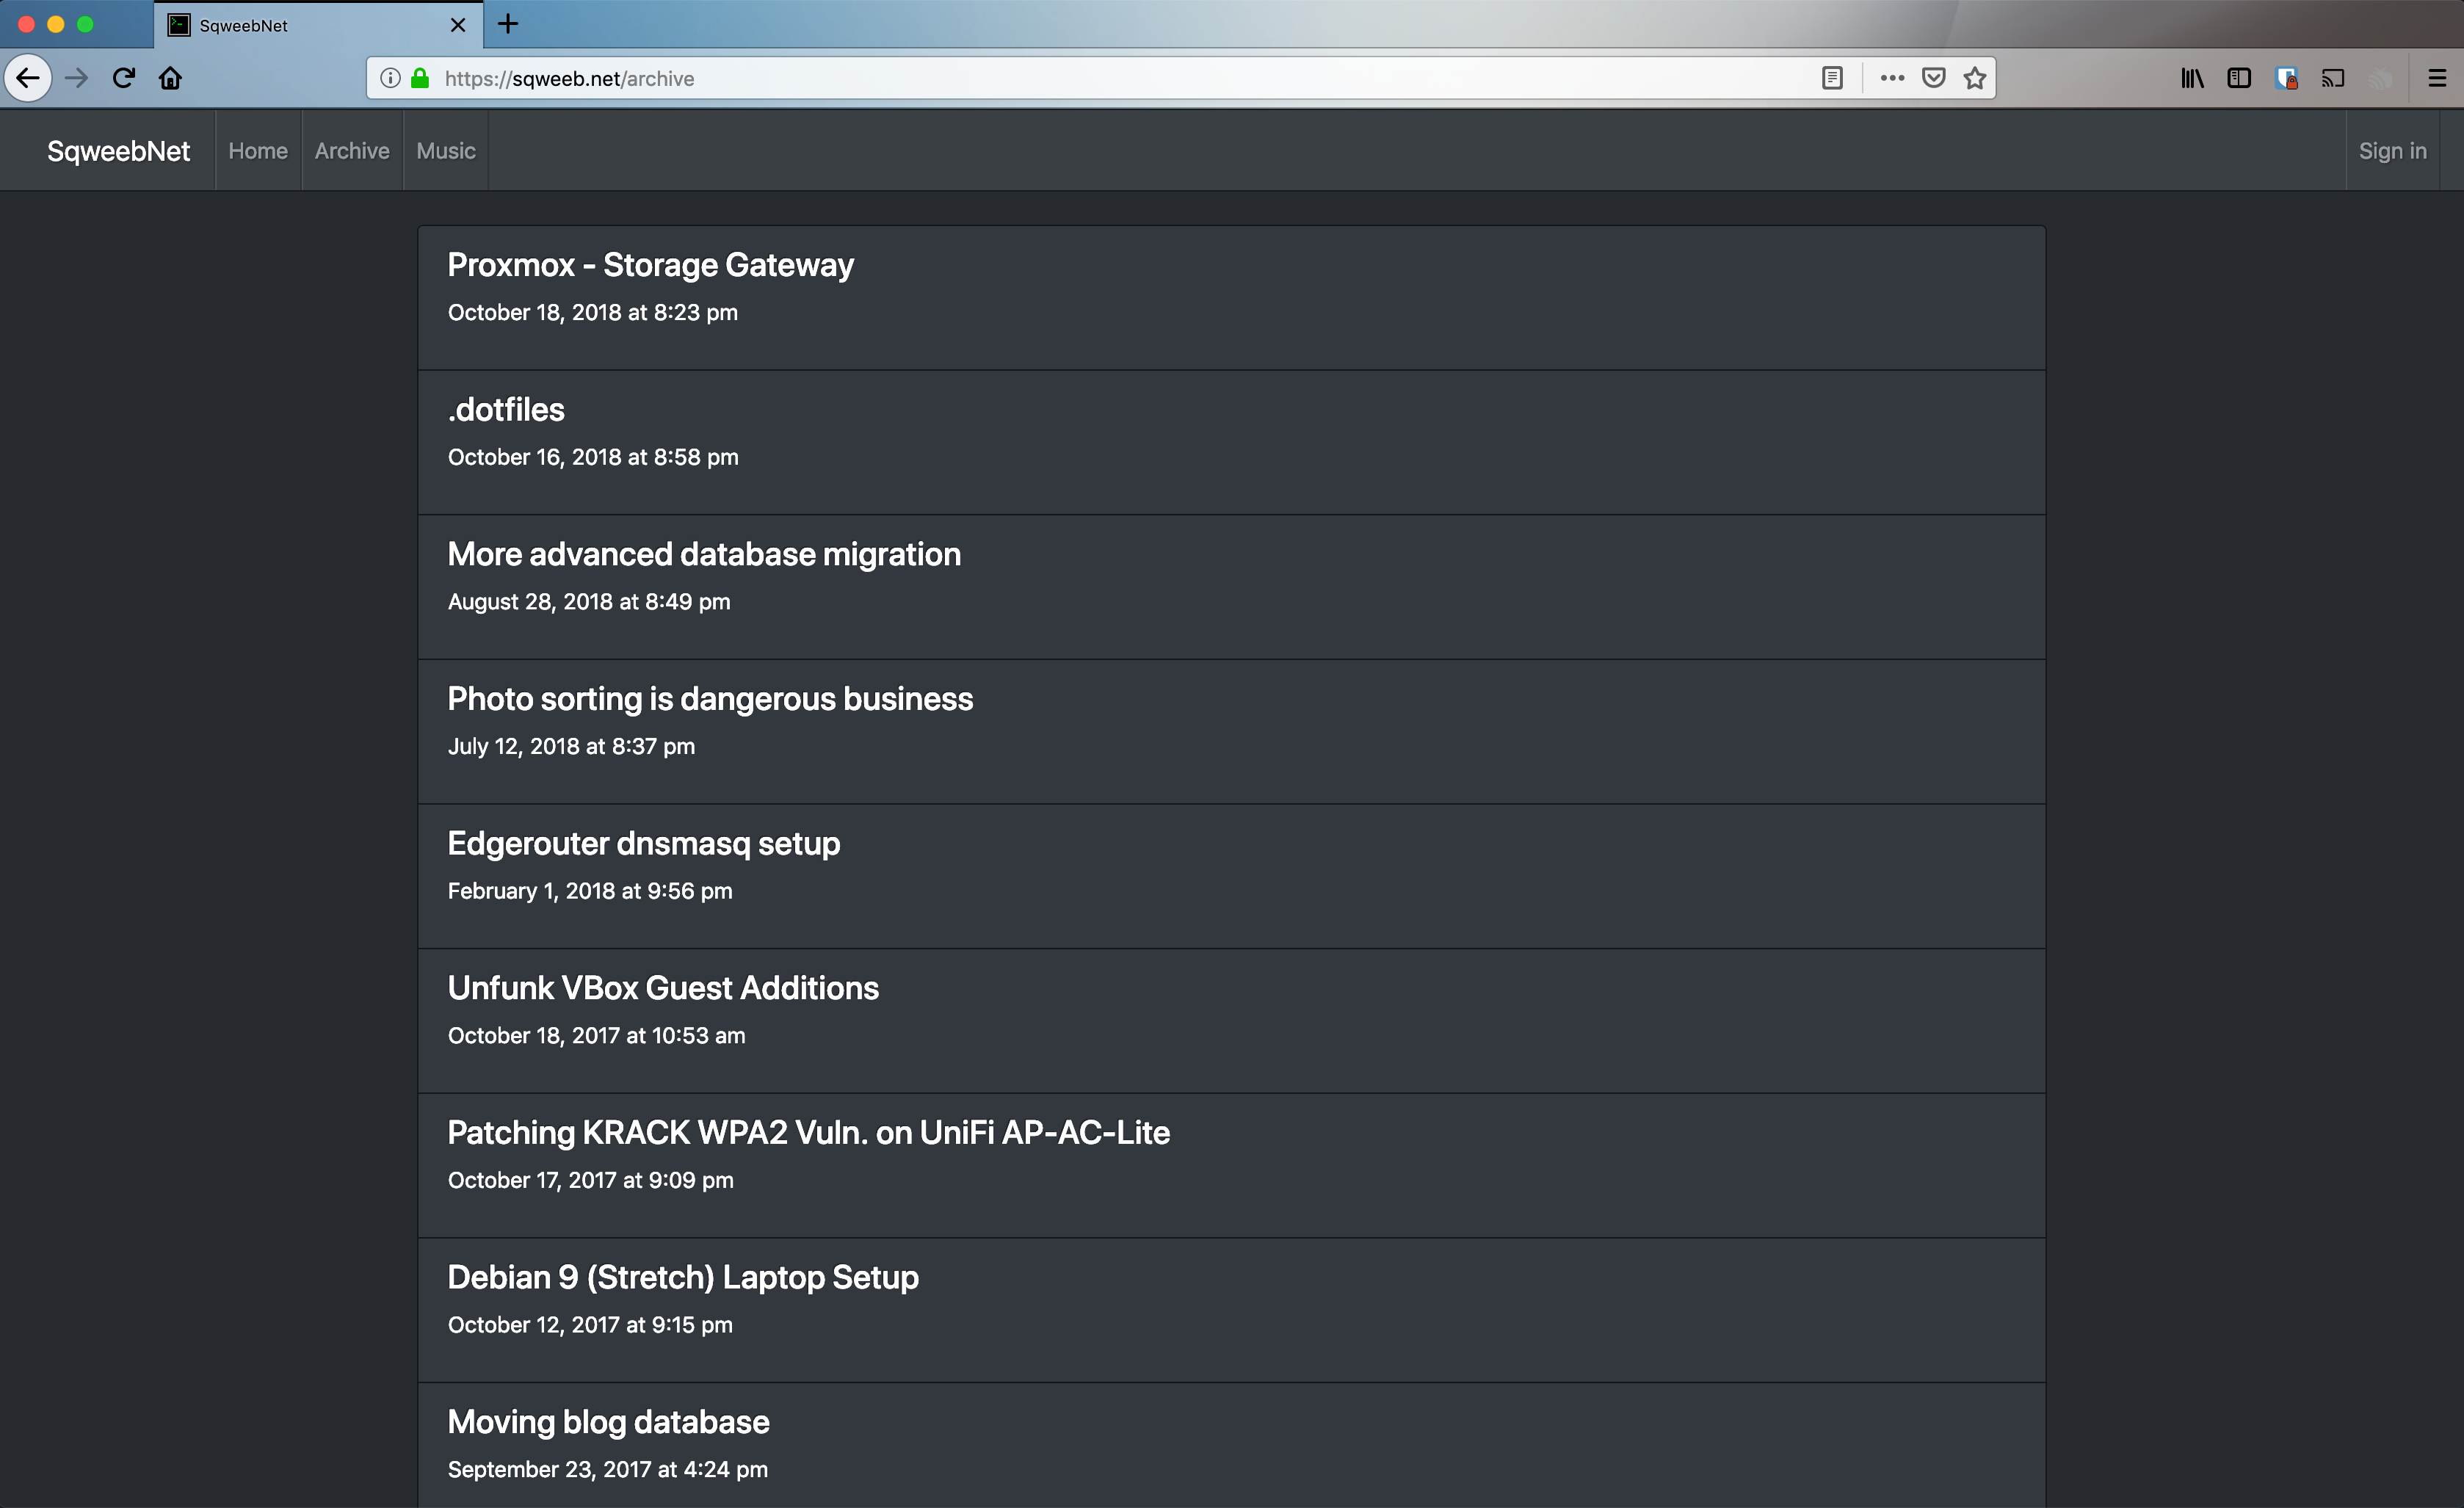 SqweebNet
https://sqweeb.net/archive
SqweebNet Home Archive Music Sign in
Proxmox - Storage Gateway
October 18, 2018 at 8:23 pm
.dotfiles
October 16, 2018 at 8:58 pm
More advanced database migration
August 28, 2018 at 8:49 pm
Photo sorting is dangerous business
July 12, 2018 at 8:37 pm
Edgerouter dnsmasq setup
February 1, 2018 at 9:56 pm
Unfunk VBox Guest Additions
October 18, 2017 at 10:53 am
Patching KRACK WPA2 Vuln. on UniFi AP-AC-Lite
October 17, 2017 at 9:09 pm
Debian 9 (Stretch) Laptop Setup
October 12, 2017 at 9:15 pm
Moving blog database
September 23, 2017 at 4:24 pm